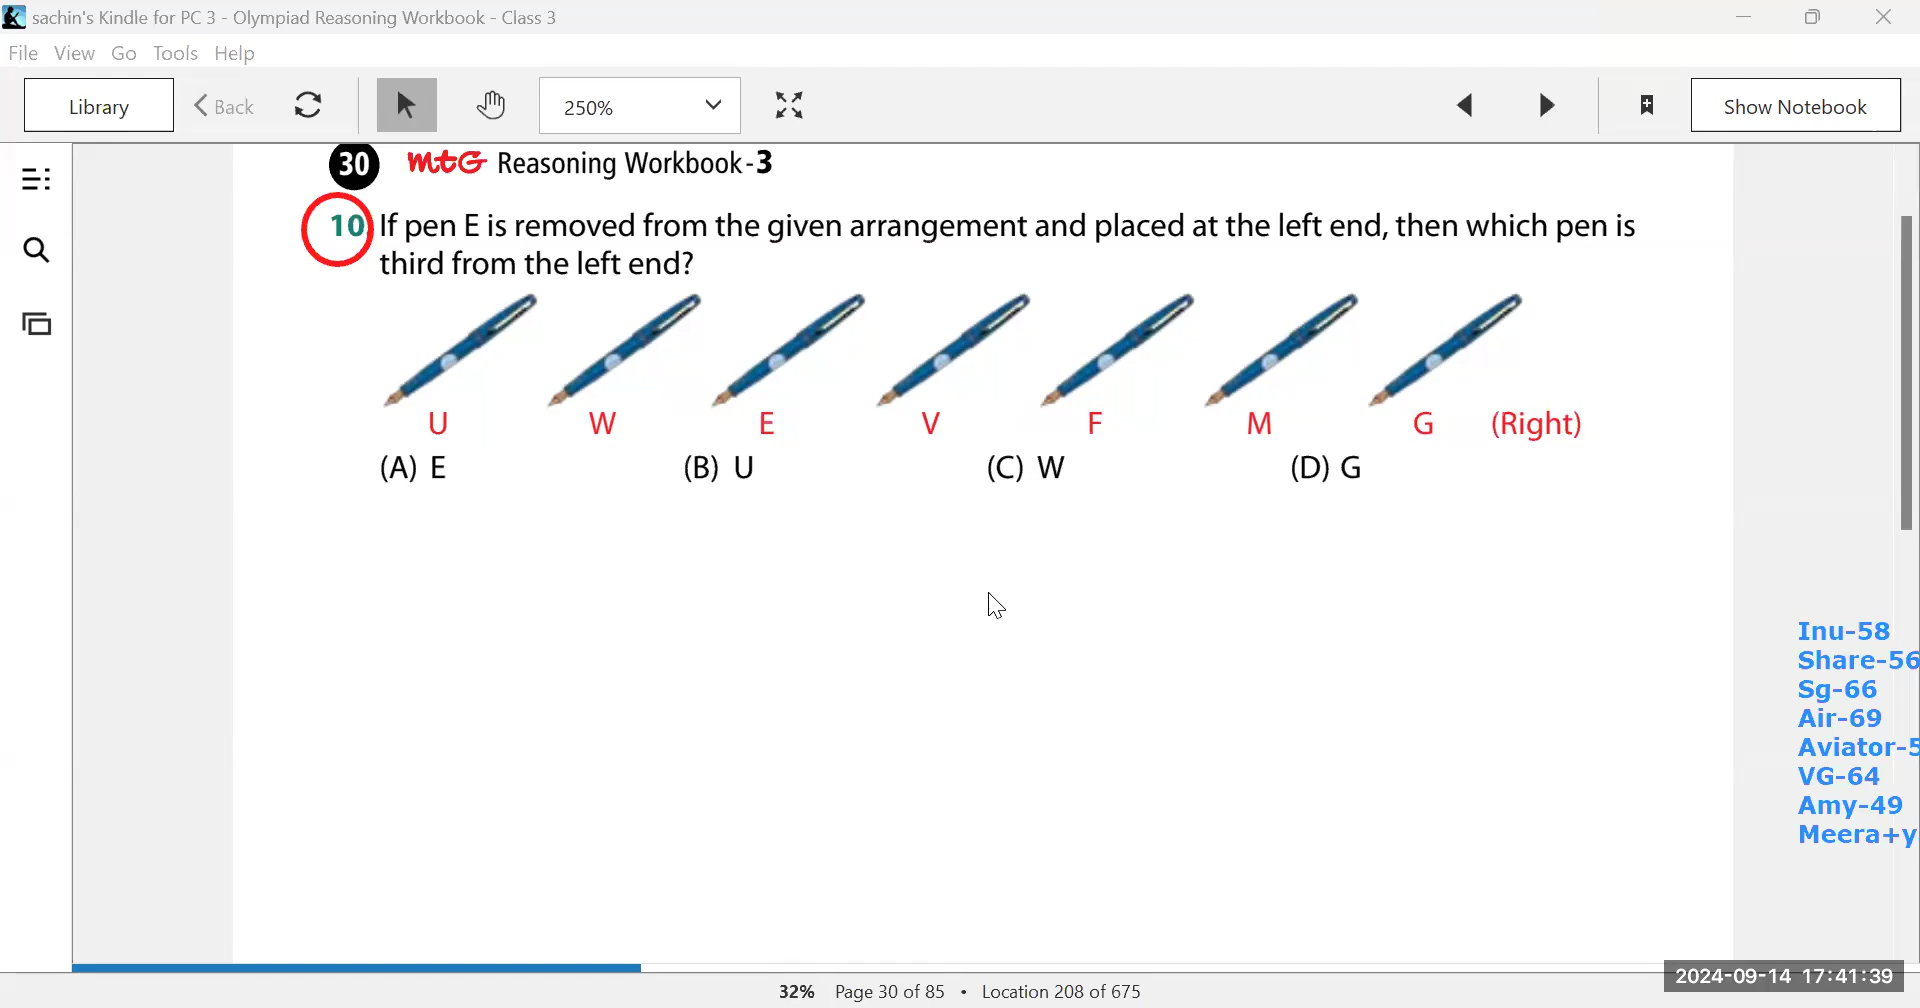 sachin's Kindle for PC 3 - Olympiad Reasoning Workbook - Class 3
File View Go Tools Help
Library Back 250% Show Notebook
30 mtG Reasoning Workbook-3
10 If pen E is removed from the given arrangement and placed at the left end, then which pen is
third from the left end?
U W E V F M G (Right)
(A) E (B) U (C) W (D) G
Inu-58
Share-56
Sg-66
Air-69
Aviator-5
VG-64
Amy-49
Meera+y
2024-09-14 17:41:39
32% Page 30 of 85 • Location 208 of 675